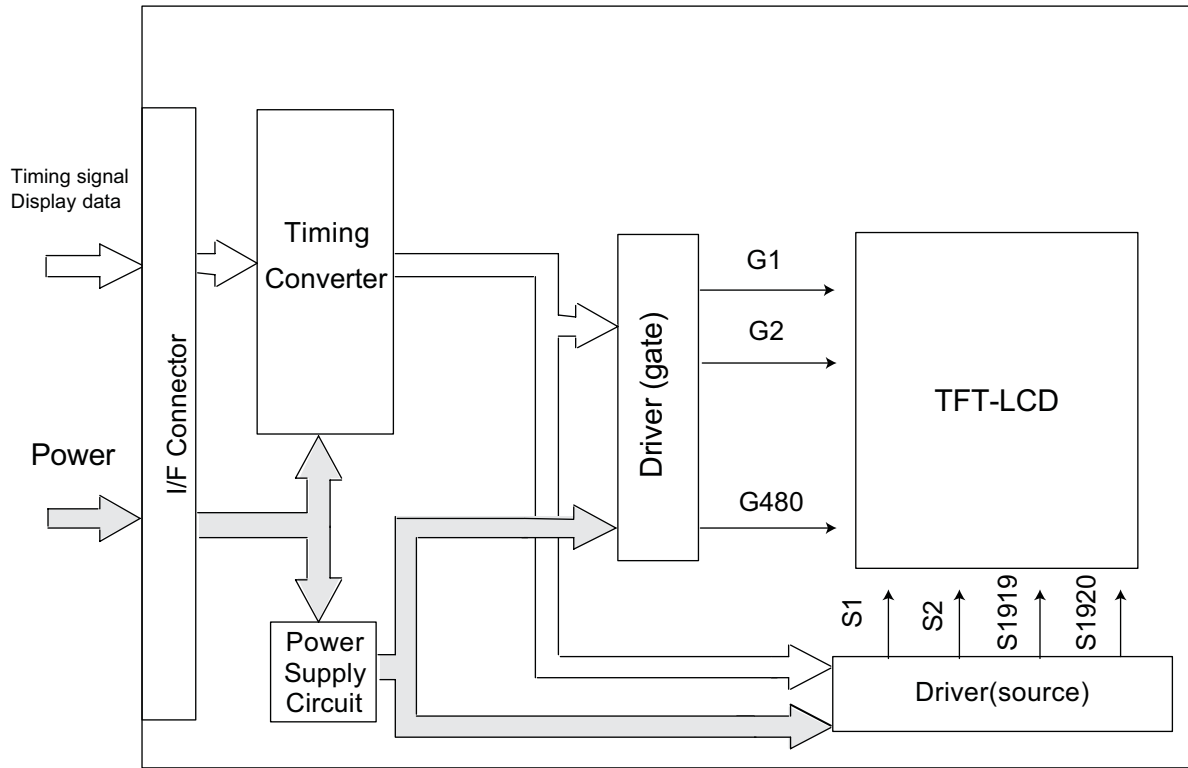 Timing signal
Display data
Power
I/F Connector
Timing
Converter
Power
Supply
Circuit
Driver (gate)
G1
G2
G480
TFT-LCD
S1
S2
S1919
S1920
Driver(source)